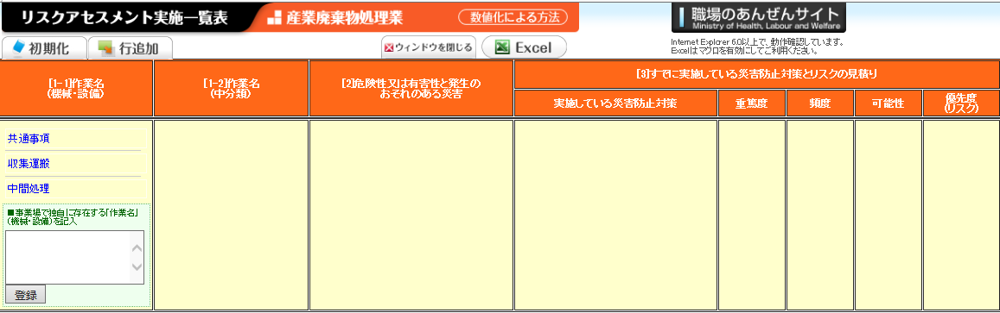 リスクアセスメント実施一覧表
産業廃棄物処理業
数値化による方法
職場のあんぜんサイト
Ministry of Health, Labour and Welfare
初期化
行追加
ウィンドウを閉じる
Excel
Internet Explorer 6.0以上で、動作確認しています。
Excelはマクロを有効にしてご利用ください。
[1-1]作業名
(機械・設備)
[1-2]作業名
(中分類)
[2]危険性又は有害性と発生の
おそれのある災害
[3]すでに実施している災害防止対策とリスクの見積り
実施している災害防止対策
重篤度
頻度
可能性
優先度
(リスク)
共通事項
収集運搬
中間処理
■事業場で独自に存在する「作業名」
(機械・設備)を記入
登録